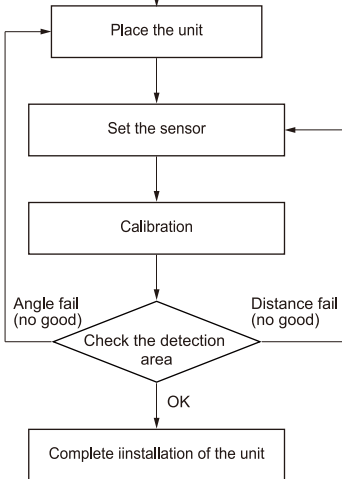 Place the unit
Set the sensor
Calibration
Angle fail
(no good)
Distance fail
(no good)
Check the detection
area
OK
Complete iinstallation of the unit